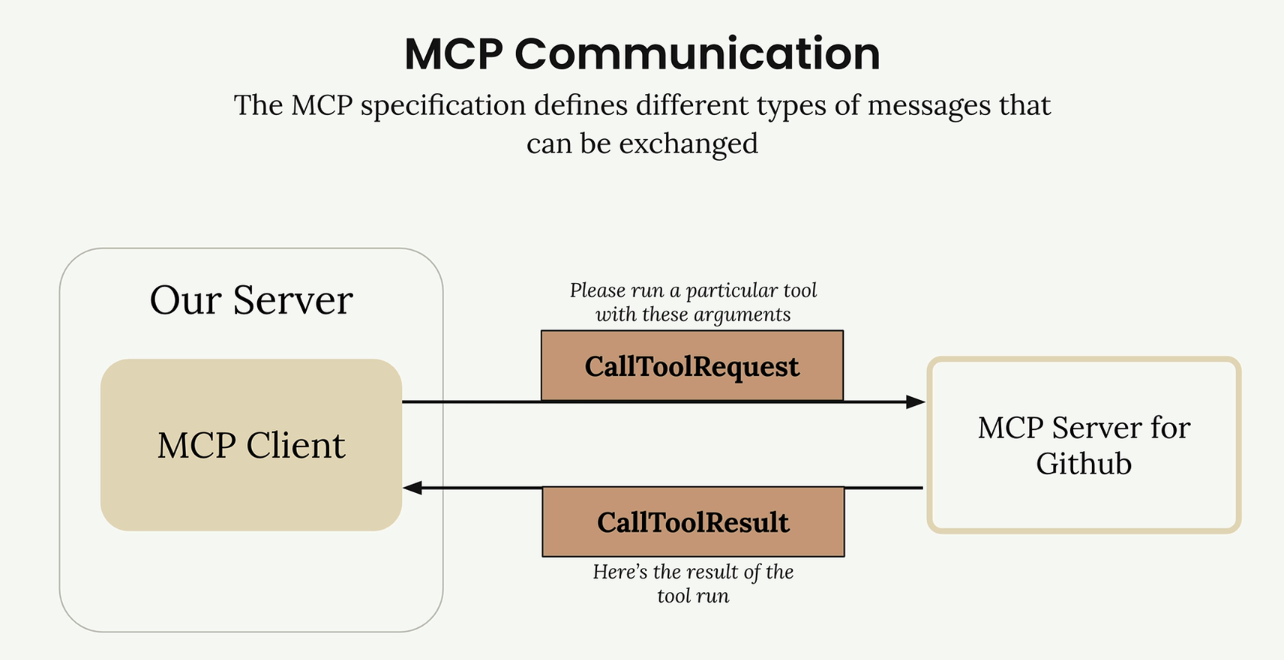 MCP Communication
The MCP specification defines different types of messages that
can be exchanged
Our Server
MCP Client
Please run a particular tool
with these arguments
CallToolRequest
CallToolResult
Here’s the result of the
tool run
MCP Server for
Github